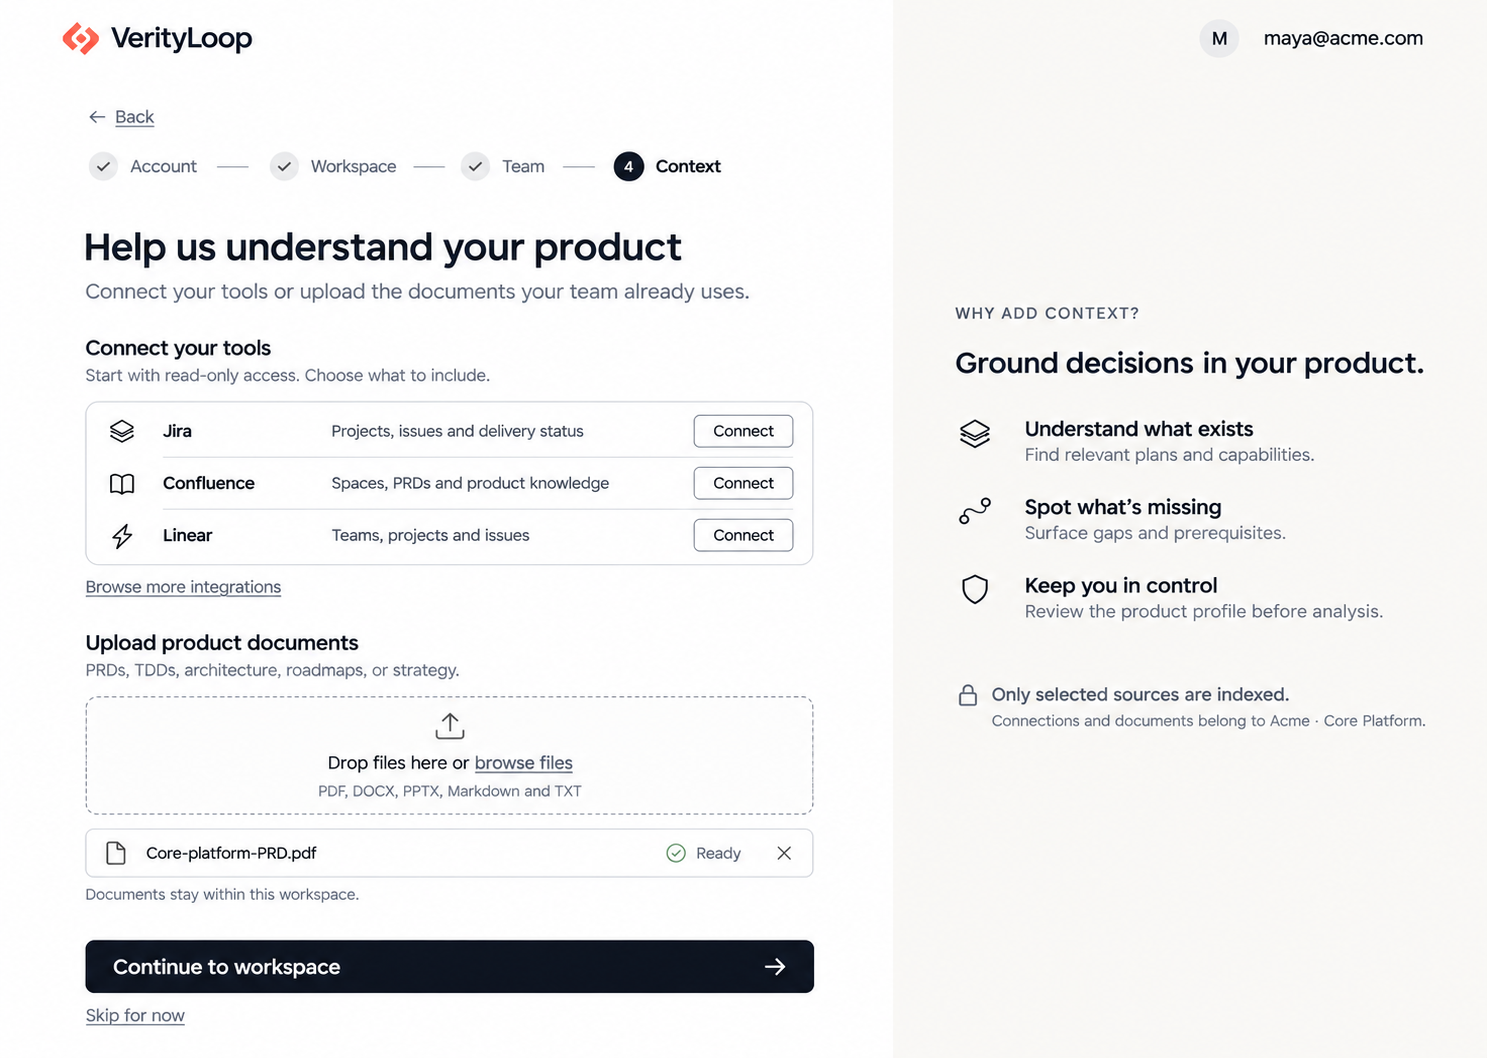 VerityLoop
M
maya@acme.com
Back
Account
Workspace
Team
4
Context
Help us understand your product
Connect your tools or upload the documents your team already uses.
Connect your tools
Start with read-only access. Choose what to include.
Jira
Projects, issues and delivery status
Connect
Confluence
Spaces, PRDs and product knowledge
Connect
Linear
Teams, projects and issues
Connect
Browse more integrations
Upload product documents
PRDs, TDDs, architecture, roadmaps, or strategy.
Drop files here or browse files
PDF, DOCX, PPTX, Markdown and TXT
Core-platform-PRD.pdf
Ready
Documents stay within this workspace.
Continue to workspace
Skip for now
WHY ADD CONTEXT?
Ground decisions in your product.
Understand what exists
Find relevant plans and capabilities.
Spot what’s missing
Surface gaps and prerequisites.
Keep you in control
Review the product profile before analysis.
Only selected sources are indexed.
Connections and documents belong to Acme · Core Platform.